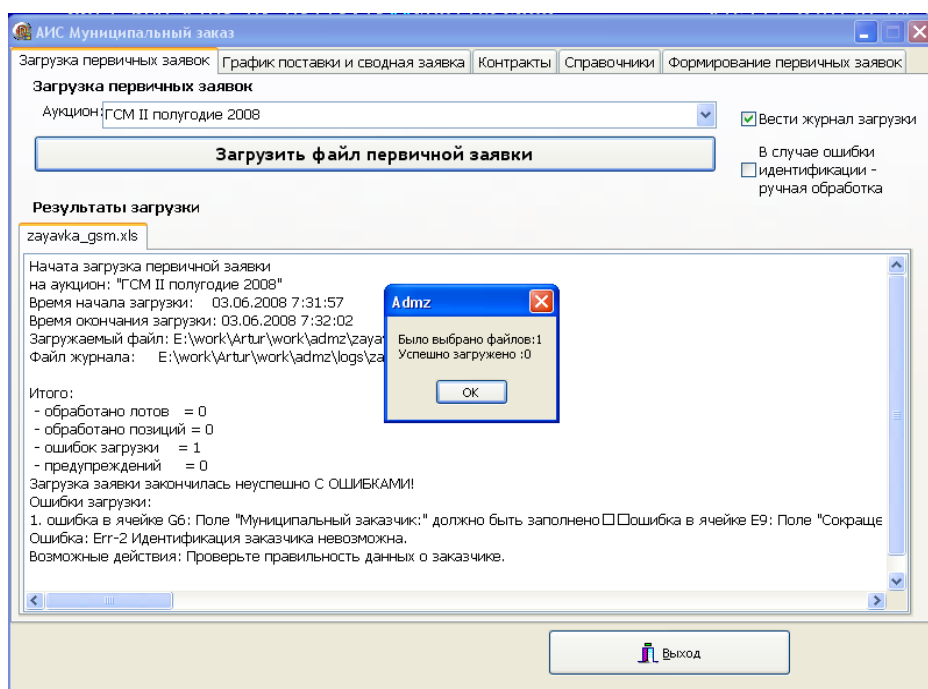 АИС Муниципальный заказ
Загрузка первичных заявок График поставки и сводная заявка Контракты Справочники Формирование первичных заявок
Загрузка первичных заявок
Аукцион: ГСМ II полугодие 2008
Вести журнал загрузки
Загрузить файл первичной заявки
В случае ошибки
идентификации -
ручная обработка
Результаты загрузки
zayavka_gsm.xls
Начата загрузка первичной заявки
на аукцион: "ГСМ II полугодие 2008"
Время начала загрузки: 03.06.2008 7:31:57
Время окончания загрузки: 03.06.2008 7:32:02
Загружаемый файл: E:\work\Artur\work\admz\zaya
Файл журнала: E:\work\Artur\work\admz\logs\za
Итого:
- обработано лотов = 0
- обработано позиций = 0
- ошибок загрузки = 1
- предупреждений = 0
Загрузка заявки закончилась неуспешно С ОШИБКАМИ!
Ошибки загрузки:
1. ошибка в ячейке G6: Поле "Муниципальный заказчик:" должно быть заполнено□□ошибка в ячейке E9: Поле "Сокраще
Ошибка: Err-2 Идентификация заказчика невозможна.
Возможные действия: Проверьте правильность данных о заказчике.
Admz
Было выбрано файлов:1
Успешно загружено :0
OK
Выход